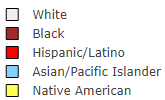 White
Black
Hispanic/Latino
Asian/Pacific Islander
Native American